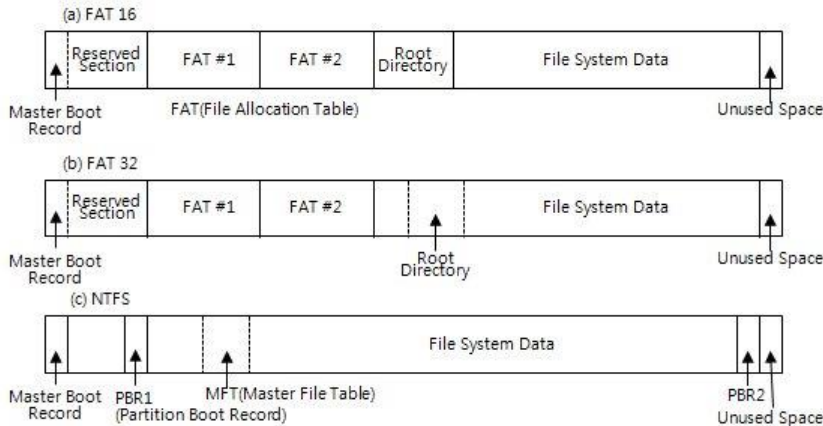 (a) FAT 16
Reserved
Section
FAT #1
FAT #2
Root
Directory
File System Data
Master Boot
Record
FAT(File Allocation Table)
Unused Space
(b) FAT 32
Reserved
Section
FAT #1
FAT #2
File System Data
Master Boot
Record
Root
Directory
Unused Space
(c) NTFS
File System Data
Master Boot
Record
PBR1
(Partition Boot Record)
MFT(Master File Table)
PBR2
Unused Space